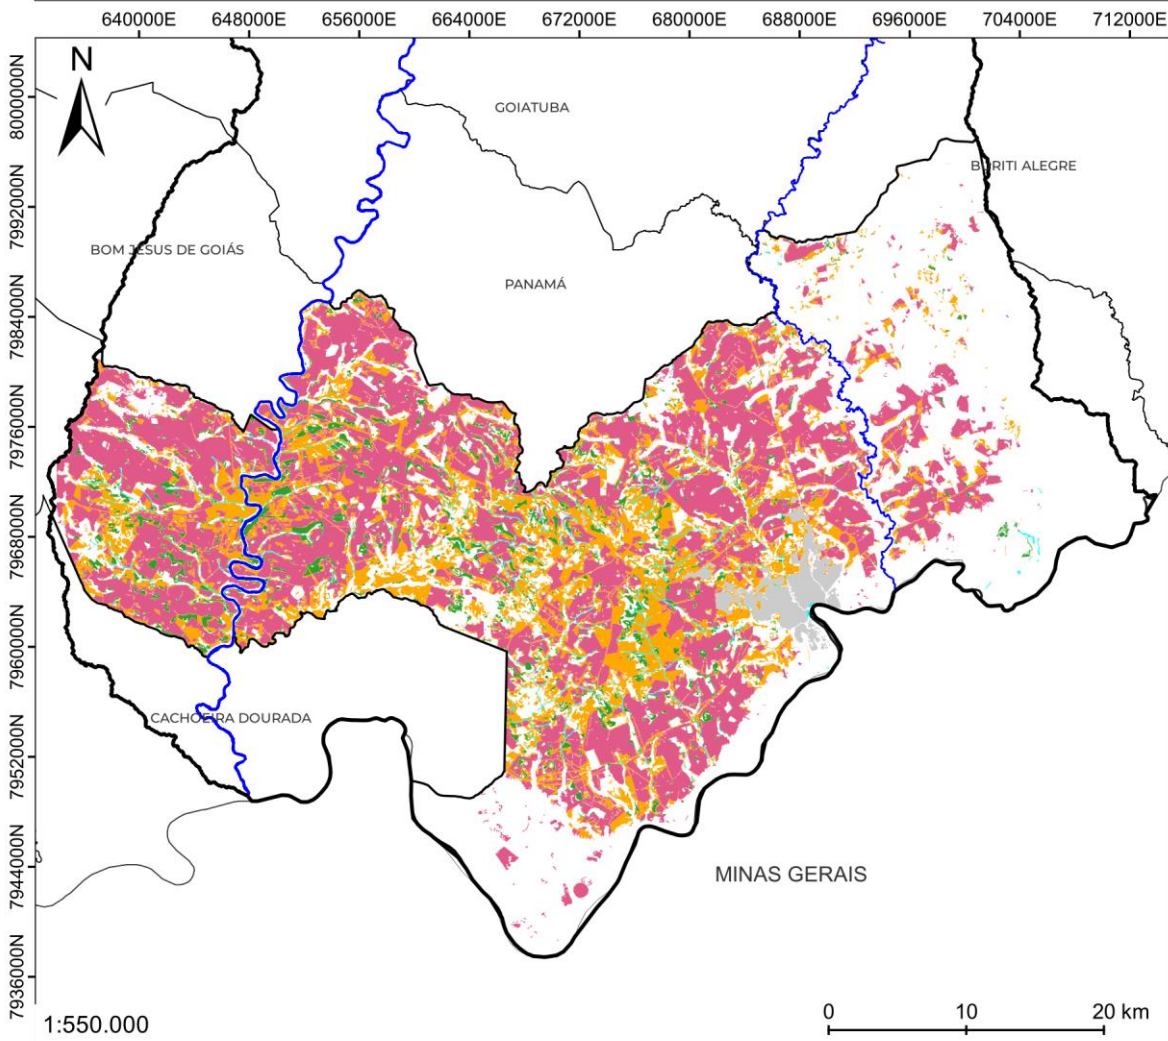 640000E 648000E 656000E 664000E 672000E 680000E 688000E 696000E 704000E 712000E
N
8000000N
GOIATUBA
BURITI ALEGRE
7992000N
BOM JESUS DE GOIÁS
PANAMÁ
7984000N
7976000N
7968000N
7960000N
CACHOEIRA DOURADA
7952000N
7944000N
MINAS GERAIS
7936000N
0 10 20 km
1:550.000